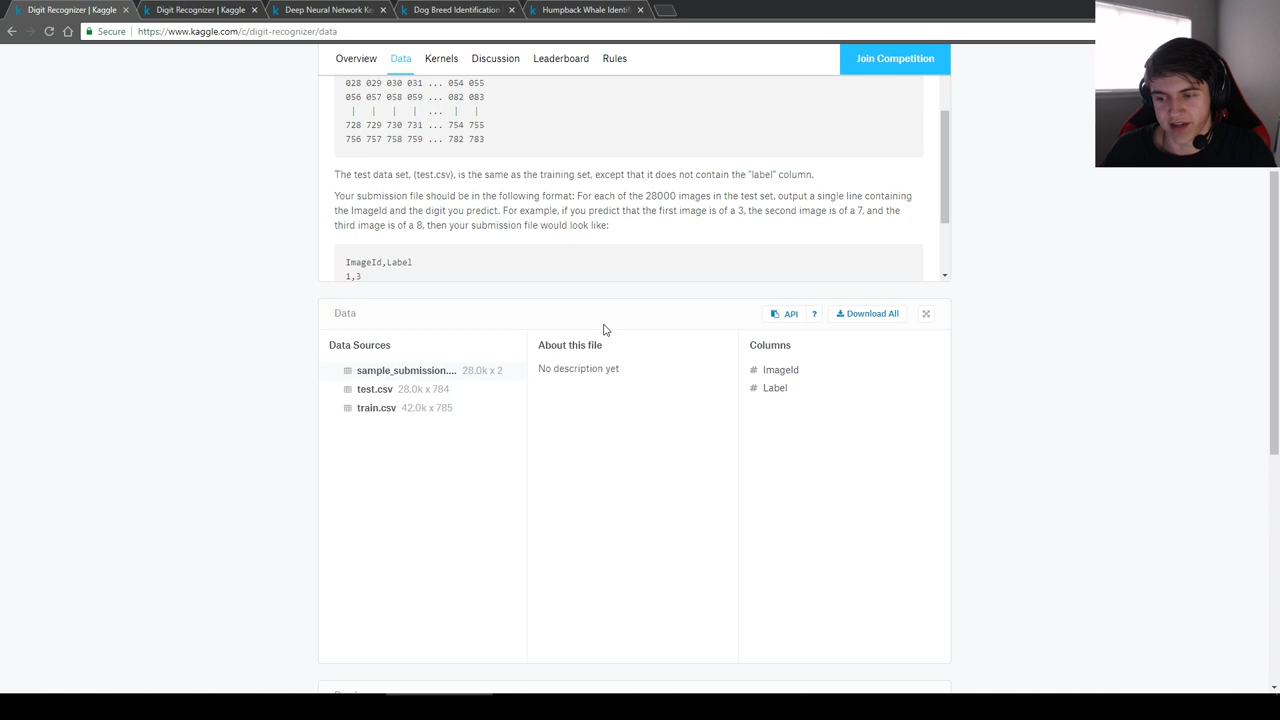 Digit Recognizer | Kaggle
Digit Recognizer | Kaggle
Deep Neural Network Ke
Dog Breed Identification
Humpback Whale Identif
Secure
https://www.kaggle.com/c/digit-recognizer/data
Overview Data Kernels Discussion Leaderboard Rules Join Competition
028 029 030 031 ... 054 055
056 057 058 059 ... 082 083
| | | | ... | |
728 729 730 731 ... 754 755
756 757 758 759 ... 782 783
The test data set, (test.csv), is the same as the training set, except that it does not contain the "label" column.
Your submission file should be in the following format: For each of the 28000 images in the test set, output a single line containing
the ImageId and the digit you predict. For example, if you predict that the first image is of a 3, the second image is of a 7, and the
third image is of a 8, then your submission file would look like:
ImageId,Label
1,3
Data API ? Download All
Data Sources
sample_submission.... 28.0k x 2
test.csv 28.0k x 784
train.csv 42.0k x 785
About this file
No description yet
Columns
# ImageId
# Label